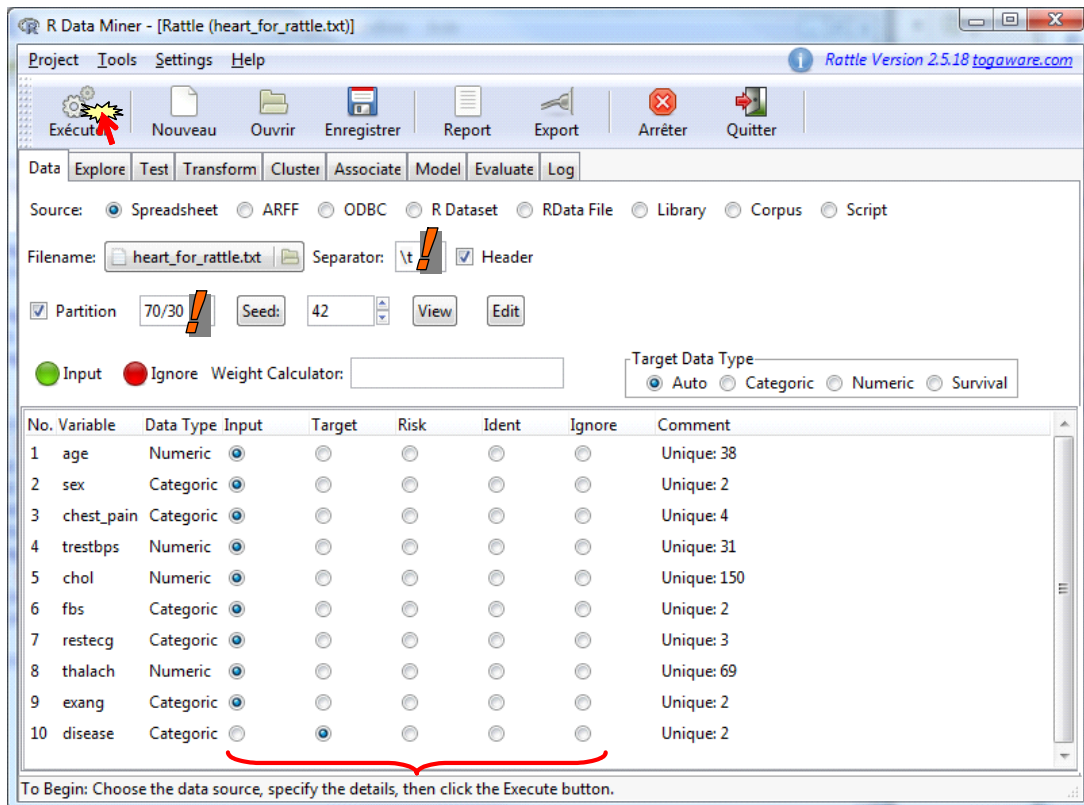 R Data Miner - [Rattle (heart_for_rattle.txt)]
Project Tools Settings Help Rattle Version 2.5.18 togaware.com
Exécute Nouveau Ouvrir Enregistrer Report Export Arrêter Quitter
Data Explore Test Transform Cluster Associate Model Evaluate Log
Source: Spreadsheet ARFF ODBC R Dataset RData File Library Corpus Script
Filename: heart_for_rattle.txt Separator: \t Header
Partition 70/30 Seed: 42 View Edit
Target Data Type
Input Ignore Weight Calculator: Auto Categoric Numeric Survival
No. Variable Data Type Input Target Risk Ident Ignore Comment
1 age Numeric Unique: 38
2 sex Categoric Unique: 2
3 chest_pain Categoric Unique: 4
4 trestbps Numeric Unique: 31
5 chol Numeric Unique: 150
6 fbs Categoric Unique: 2
7 restecg Categoric Unique: 3
8 thalach Numeric Unique: 69
9 exang Categoric Unique: 2
10 disease Categoric Unique: 2
To Begin: Choose the data source, specify the details, then click the Execute button.